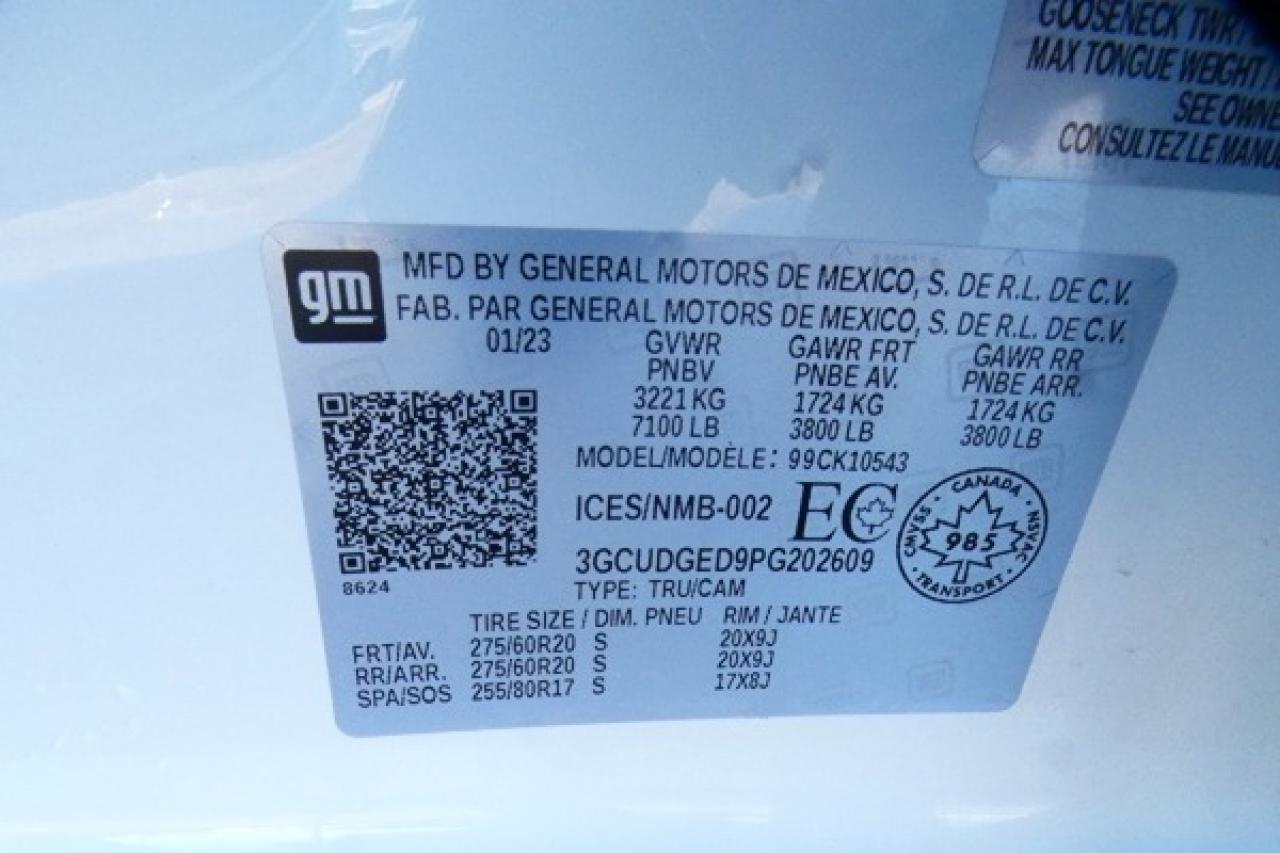 GOOSENECK TWR /
MAX TONGUE WEIGHT /
SEE OWNE
CONSULTEZ LE MANU
gm
MFD BY GENERAL MOTORS DE MEXICO, S. DE R.L. DE C.V.
FAB. PAR GENERAL MOTORS DE MEXICO, S. DE R.L. DE C.V.
01/23 GVWR GAWR FRT GAWR RR
PNBV PNBE AV. PNBE ARR.
3221 KG 1724 KG 1724 KG
7100 LB 3800 LB 3800 LB
MODEL/MODÈLE: 99CK10543
ICES/NMB-002 EC
CANADA
CMVSS 985 NSVAC
TRANSPORT
3GCUDGED9PG202609
8624
TYPE: TRU/CAM
TIRE SIZE / DIM. PNEU RIM / JANTE
FRT/AV. 275/60R20 S 20X9J
RR/ARR. 275/60R20 S 20X9J
SPA/SOS 255/80R17 S 17X8J